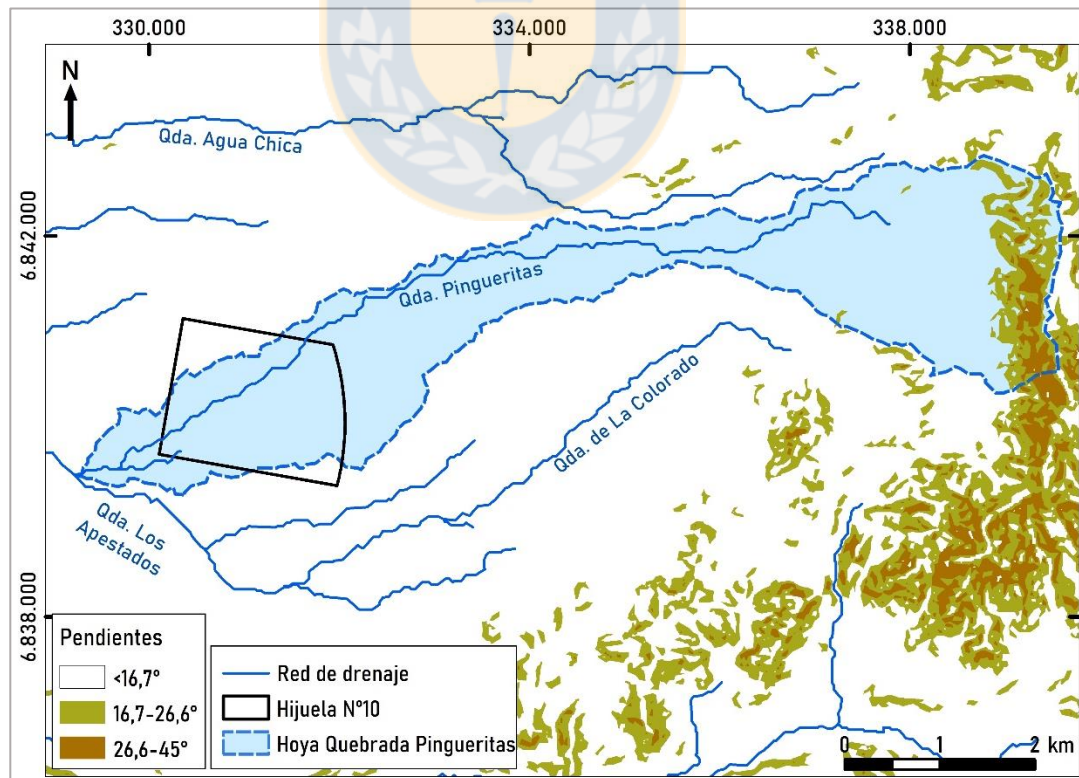 330.000
334.000
338.000
N
Qda. Agua Chica
6.842.000
Qda. Pingueritas
Qda. de La Colorado
Qda. Los
Apestados
6.838.000
Pendientes
<16,7°
16,7-26,6°
26,6-45°
Red de drenaje
Hijuela N°10
Hoya Quebrada Pingueritas
0
1
2 km